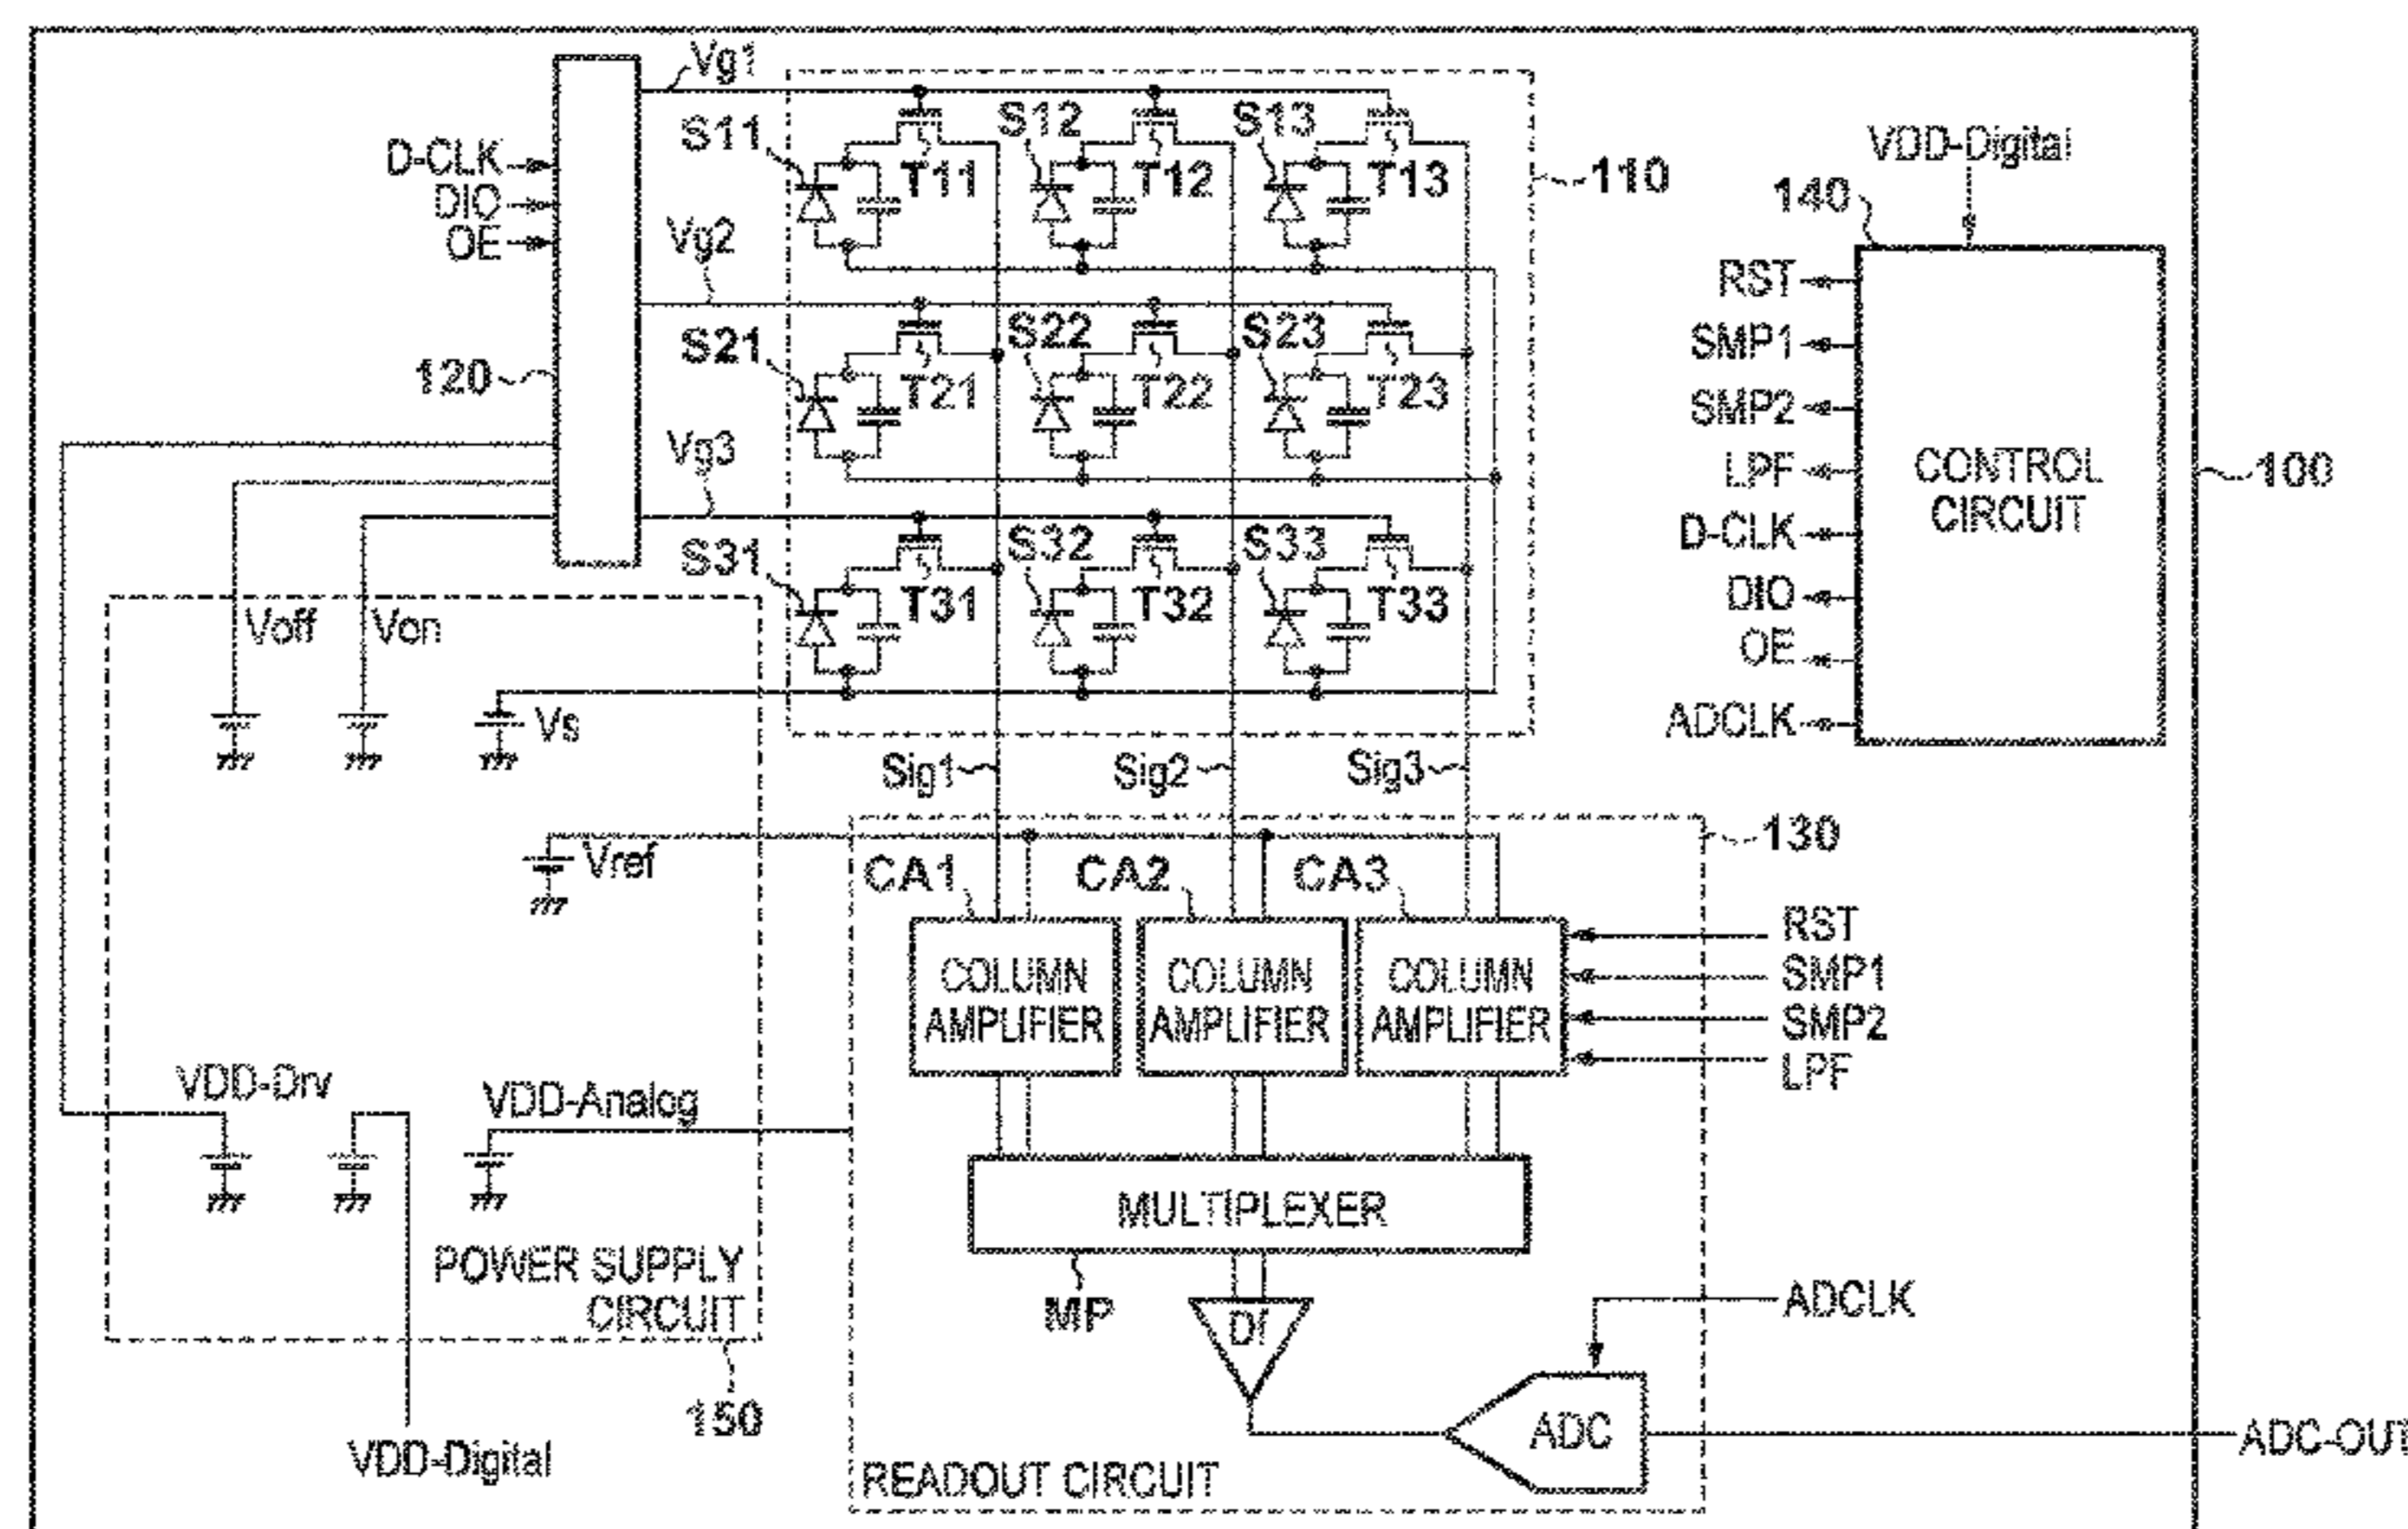 Vg1
S11
S12
S13
D-CLK
DIO
OE
T11
T12
T13
110
VDD-Digital
140
Vg2
RST
S21
S22
S23
SMP1
120
T21
T22
T23
SMP2
Vg3
LPF
CONTROL
CIRCUIT
100
D-CLK
S31
S32
S33
DIO
Voff
Von
T31
T32
T33
OE
Vs
ADCLK
Sig1
Sig2
Sig3
130
Vref
CA1
CA2
CA3
RST
COLUMN
AMPLIFIER
COLUMN
AMPLIFIER
COLUMN
AMPLIFIER
SMP1
SMP2
LPF
VDD-Drv
VDD-Analog
MULTIPLEXER
POWER SUPPLY
CIRCUIT
MP
Df
ADCLK
150
ADC
ADC-OUT
VDD-Digital
READOUT CIRCUIT